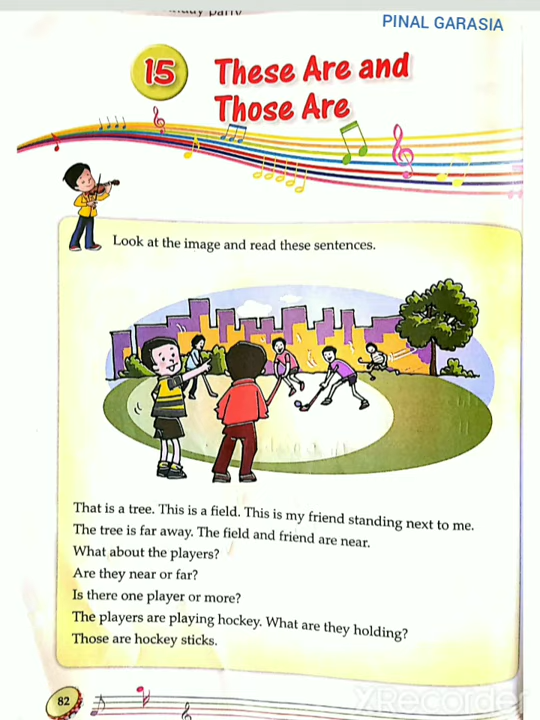 party
PINAL GARASIA
15
These Are and
Those Are
Look at the image and read these sentences.
That is a tree. This is a field. This is my friend standing next to me.
The tree is far away. The field and friend are near.
What about the players?
Are they near or far?
Is there one player or more?
The players are playing hockey. What are they holding?
Those are hockey sticks.
82
XRecorder